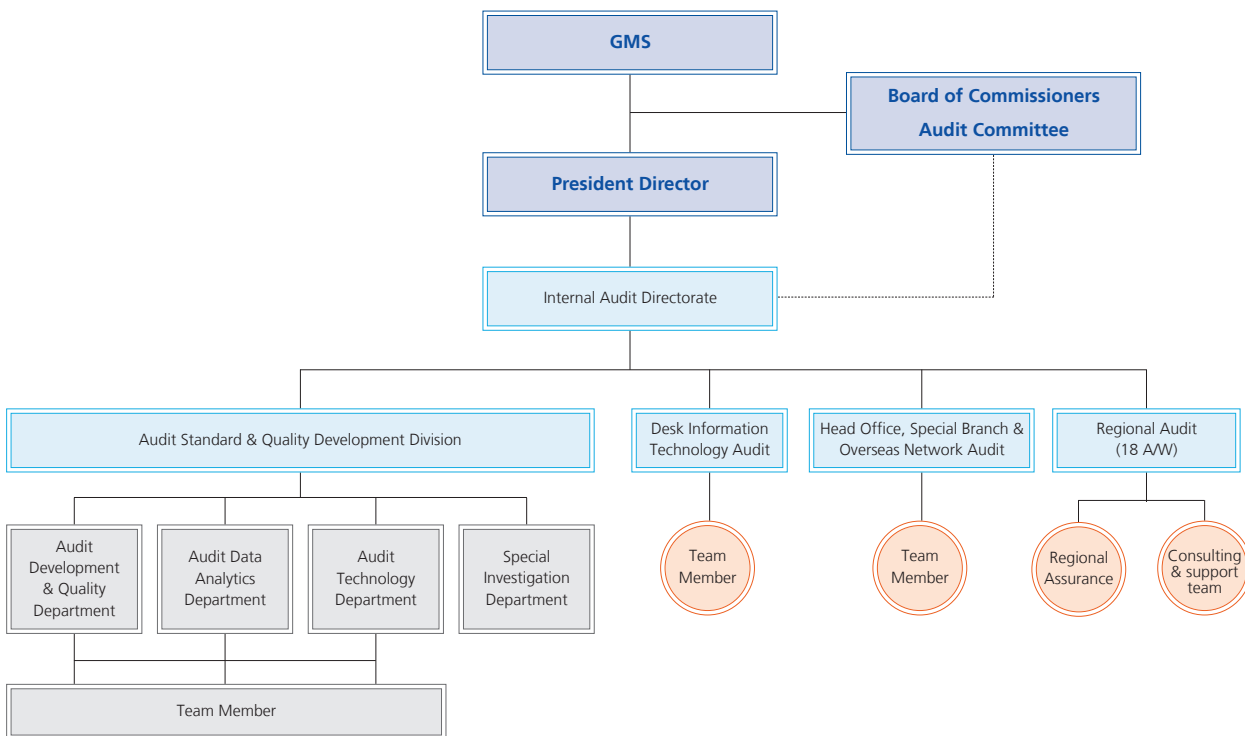 GMS
Board of Commissioners
Audit Committee
President Director
Internal Audit Directorate
Audit Standard & Quality Development Division
Desk Information
Technology Audit
Head Office, Special Branch &
Overseas Network Audit
Regional Audit
(18 A/W)
Audit
Development
& Quality
Department
Audit Data
Analytics
Department
Audit
Technology
Department
Special
Investigation
Department
Team
Member
Team
Member
Regional
Assurance
Consulting
& support
team
Team Member